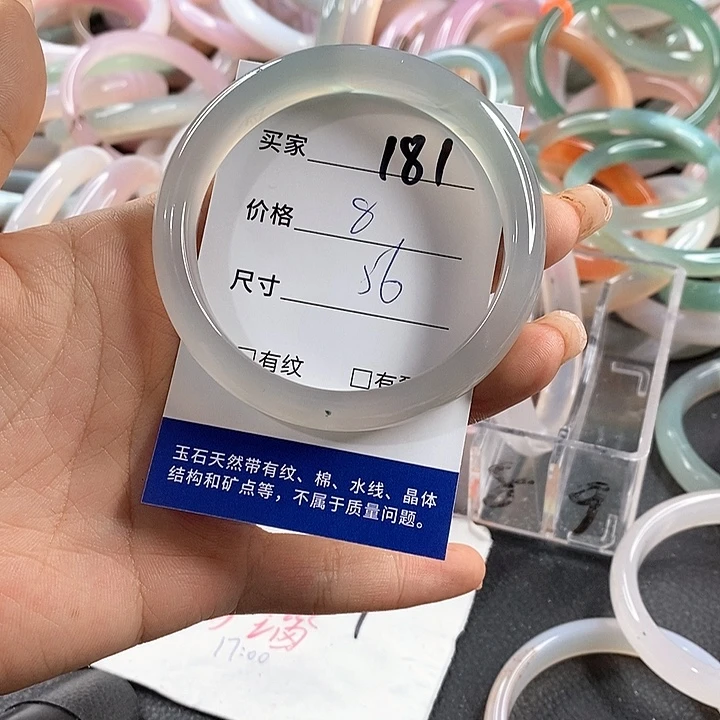 买家 181
价格 8
尺寸 56
□有纹 □有
玉石天然带有纹、棉、水线、晶体
结构和矿点等，不属于质量问题。
17:00